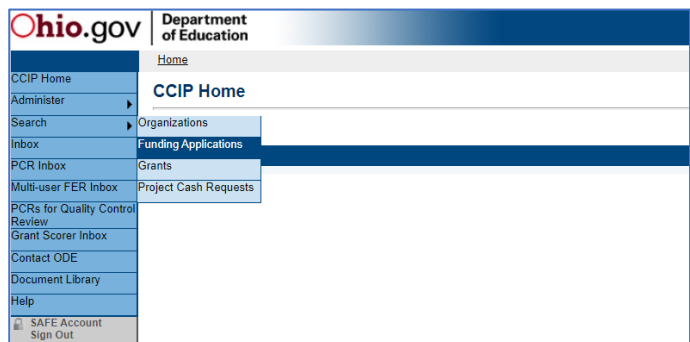 Ohio.gov
Department
of Education
Home
CCIP Home
CCIP Home
Administer
Search
Organizations
Inbox
Funding Applications
PCR Inbox
Grants
Multi-user FER Inbox
Project Cash Requests
PCRs for Quality Control
Review
Grant Scorer Inbox
Contact ODE
Document Library
Help
SAFE Account
Sign Out